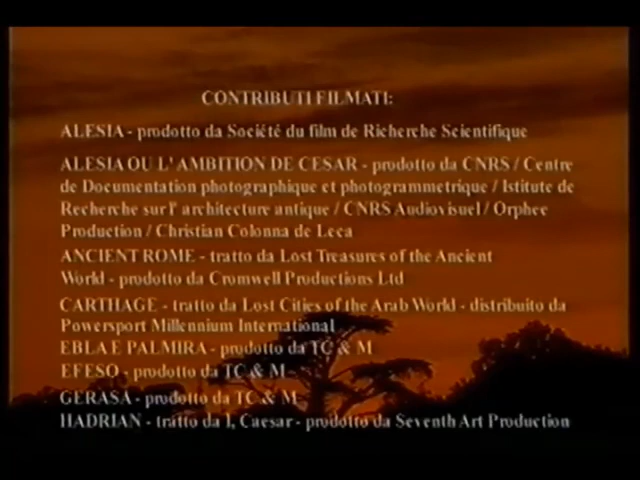 CONTRIBUTI FILMATI:
ALESIA - prodotto da Société du film de Richerche Scientifique
ALESIA OU L' AMBITION DE CESAR - prodotto da CNRS / Centre
de Documentation photographique et photogrammetrique / Istitute de
Recherche sur l' architecture antique / CNRS Audiovisuel / Orphee
Production / Christian Colonna de Leca
ANCIENT ROME - tratto da Lost Treasures of the Ancient
World - prodotto da Cromwell Productions Ltd
CARTHAGE - tratto da Lost Cities of the Arab World - distribuito da
Powersport Millennium International
EBLA E PALMIRA - prodotto da TC & M
EFESO - prodotto da TC & M
GERASA - prodotto da TC & M
HADRIAN - tratto da I, Caesar - prodotto da Seventh Art Production